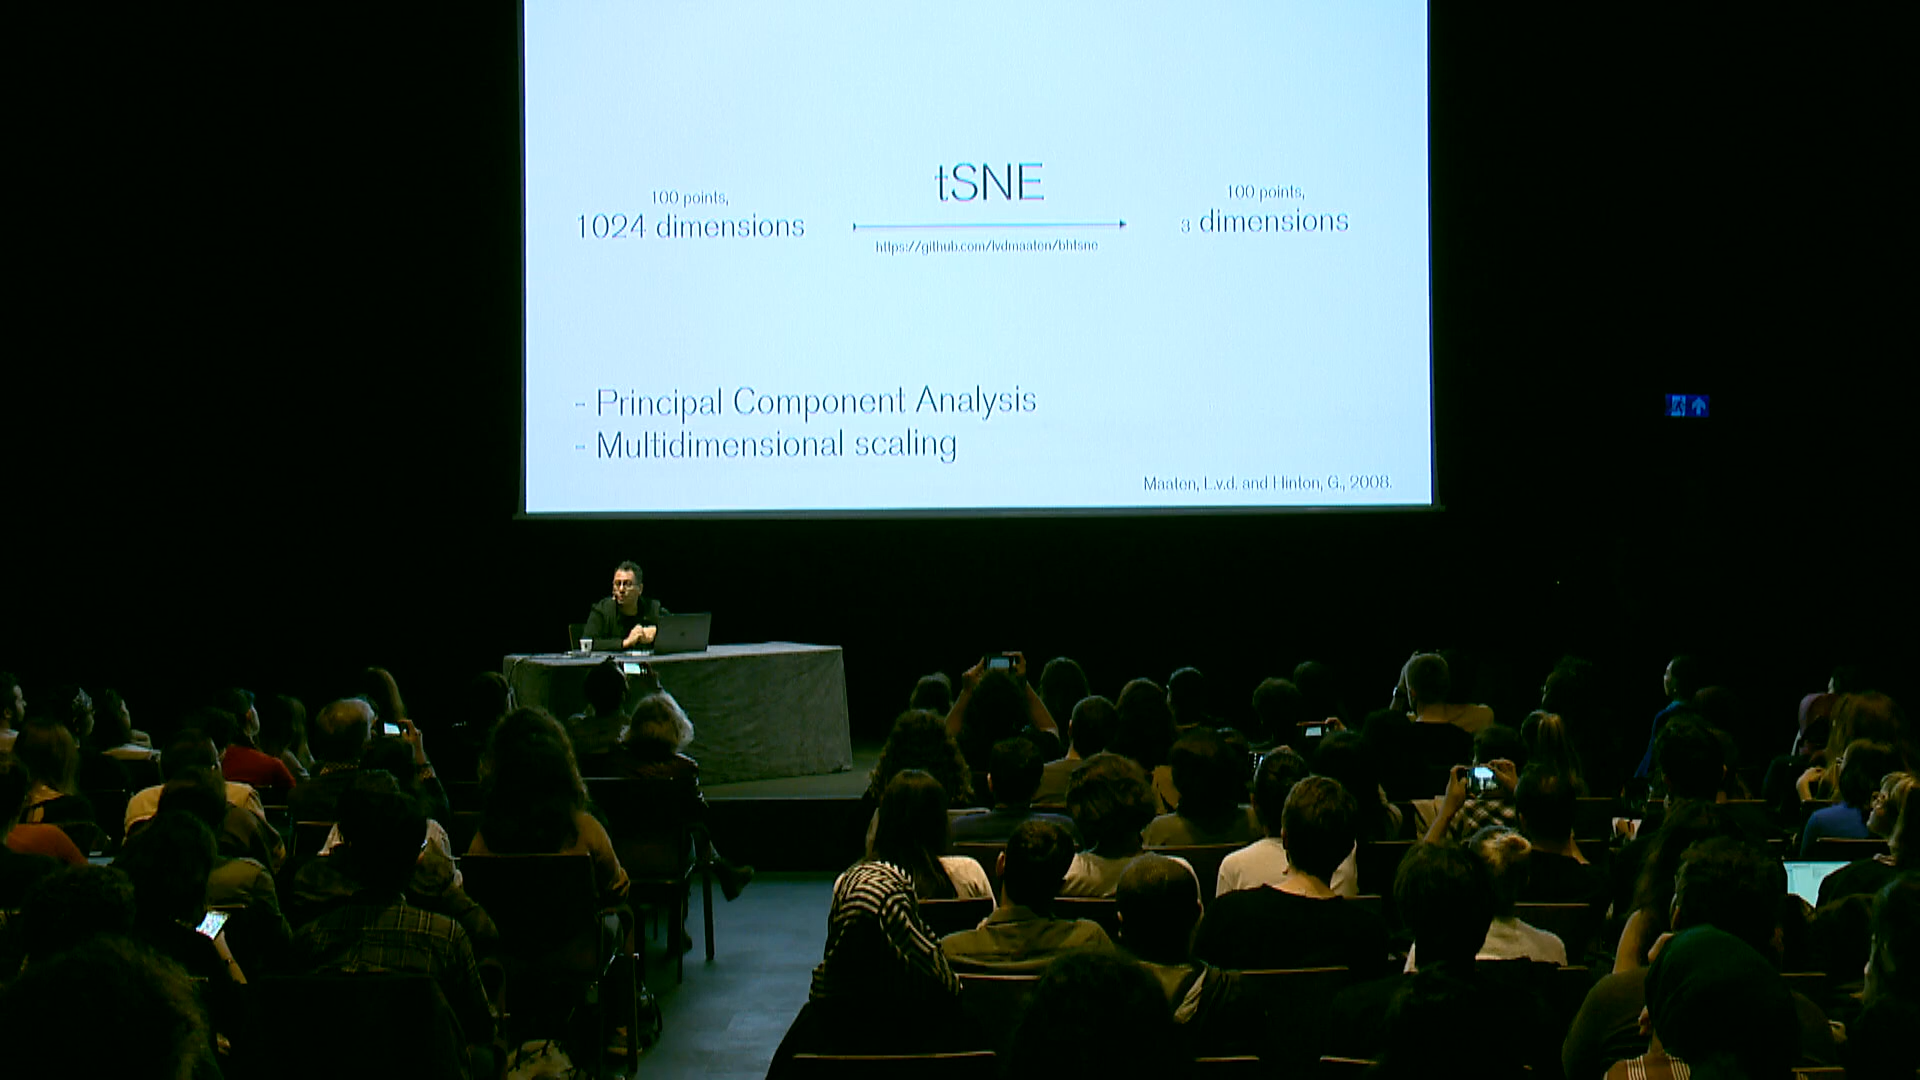 tSNE
100 points,
1024 dimensions
https://github.com/lvdmaaten/bhtsne
100 points,
3 dimensions
- Principal Component Analysis
- Multidimensional scaling
Maaten, L.v.d. and Hinton, G., 2008.